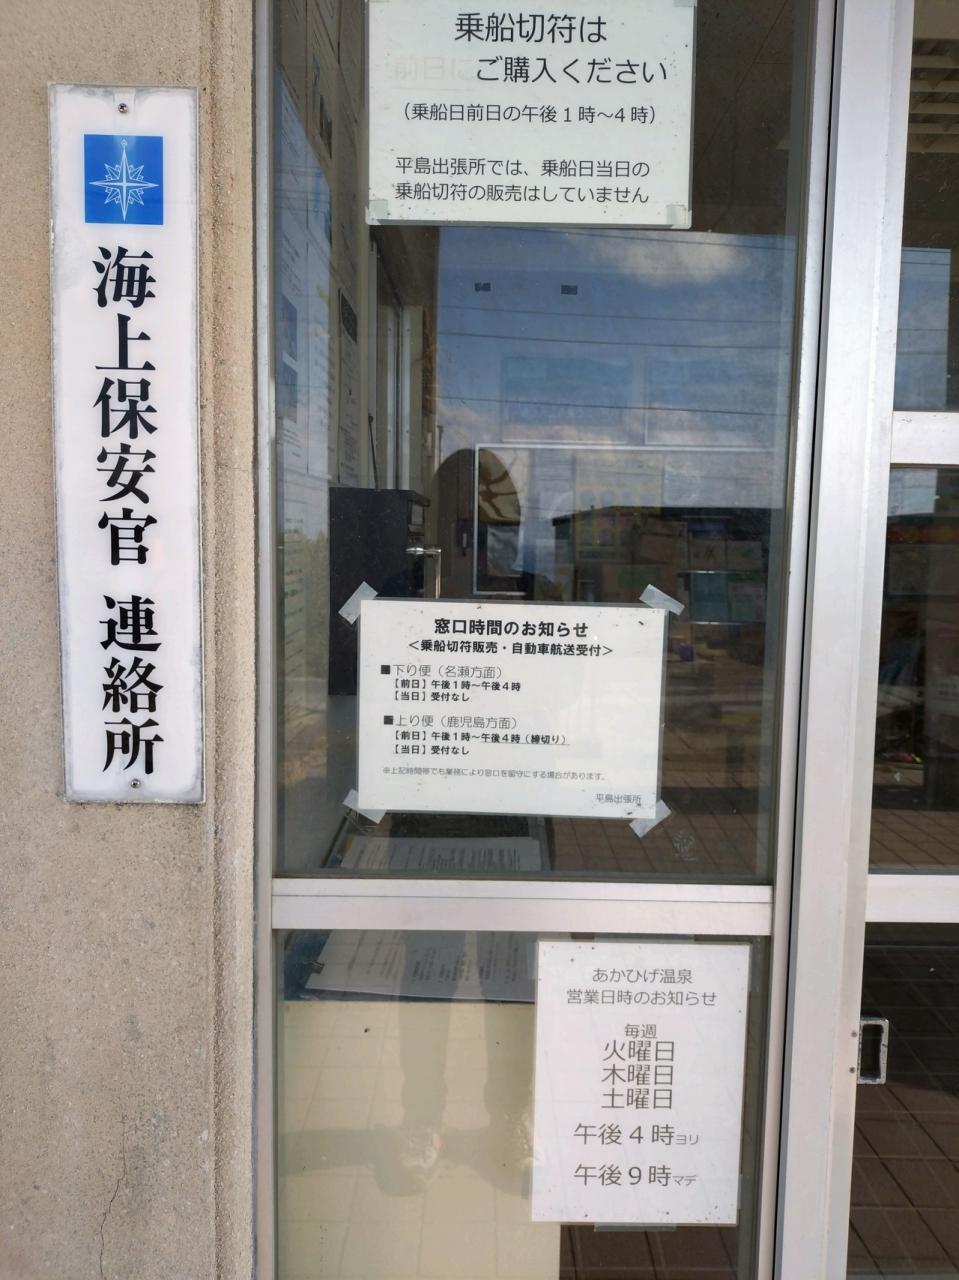 海上保安官 連絡所
乗船切符は
前日にご購入ください
（乗船日前日の午後１時～４時）
平島出張所では、乗船日当日の
乗船切符の販売はしていません
窓口時間のお知らせ
＜乗船切符販売・自動車航送受付＞
■下り便（名瀬方面）
【前日】午後１時～午後４時
【当日】受付なし
■上り便（鹿児島方面）
【前日】午後１時～午後４時（締切り）
【当日】受付なし
※上記時間帯でも業務により窓口を留守にする場合があります。
平島出張所
あかひげ温泉
営業日時のお知らせ
毎週
火曜日
木曜日
土曜日
午後４時ヨリ
午後９時マデ